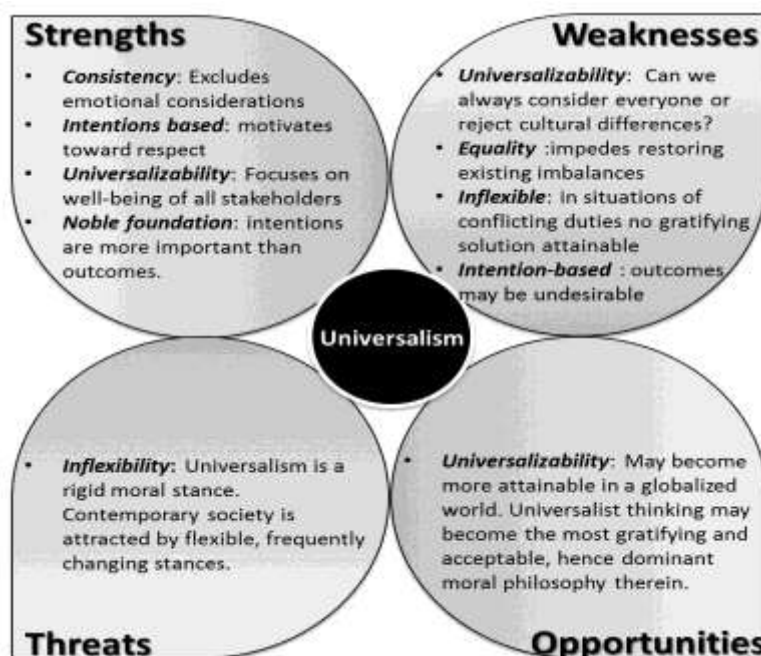 Strengths
• Consistency: Excludes
emotional considerations
• Intentions based: motivates
toward respect
• Universalizability: Focuses on
well-being of all stakeholders
• Noble foundation: intentions
are more important than
outcomes.
Weaknesses
• Universalizability: Can we
always consider everyone or
reject cultural differences?
• Equality :impedes restoring
existing imbalances
• Inflexible: in situations of
conflicting duties no gratifying
solution attainable
• Intention-based : outcomes
may be undesirable
Universalism
• Inflexibility: Universalism is a
rigid moral stance.
Contemporary society is
attracted by flexible, frequently
changing stances.
Threats
• Universalizability: May become
more attainable in a globalized
world. Universalist thinking may
become the most gratifying and
acceptable, hence dominant
moral philosophy therein.
Opportunities